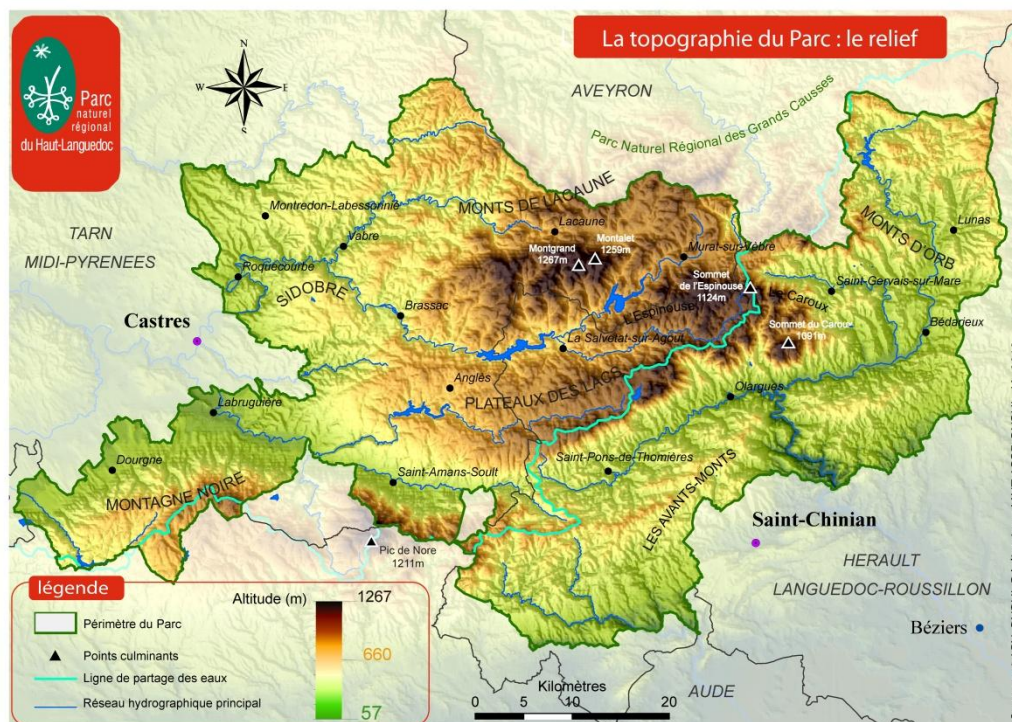 Parc
naturel
régional
du Haut-Languedoc
N
W
E
S
La topographie du Parc : le relief
AVEYRON
Parc Naturel Régional des Grands Causses
TARN
MIDI-PYRENEES
Montredon-Labessonnié
MONTS DE LACAUNE
Lacaune
Vabre
Montgrand
1267m
Montalet
1259m
Murat-sur-Vèbre
MONTS D'ORB
Lunas
Roquecourbe
SIDOBRE
Sommet
de l'Espinouse
1124m
Le Caroux
Saint-Gervais-sur-Mare
Brassac
L'Espinouse
Castres
La Salvetat-sur-Agout
Sommet du Caroux
1091m
Bédarieux
Anglès
PLATEAUX DES LACS
Olargues
Labruguière
Dourgne
Saint-Amans-Soult
Saint-Pons-de-Thomières
MONTAGNE NOIRE
LES AVANTS-MONTS
Saint-Chinian
Pic de Nore
1211m
HERAULT
LANGUEDOC-ROUSSILLON
Béziers
AUDE
légende
Périmètre du Parc
Points culminants
Ligne de partage des eaux
Réseau hydrographique principal
Altitude (m)
1267
660
57
Kilomètres
0 5 10 20